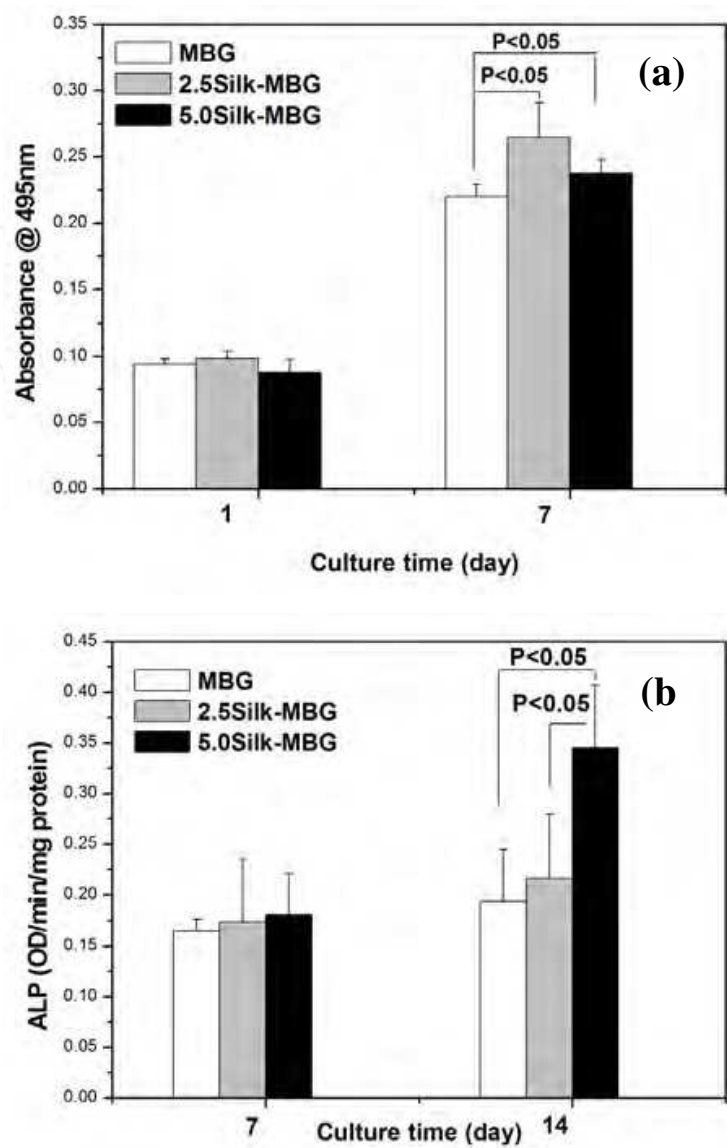 0.35
0.30
0.25
0.20
0.15
0.10
0.05
0.00
Absorbance @ 495nm
MBG
2.5Silk-MBG
5.0Silk-MBG
P<0.05
P<0.05
(a)
1
7
Culture time (day)
0.45
0.40
0.35
0.30
0.25
0.20
0.15
0.10
0.05
0.00
ALP (OD/min/mg protein)
MBG
2.5Silk-MBG
5.0Silk-MBG
P<0.05
P<0.05
(b
7
14
Culture time (day)